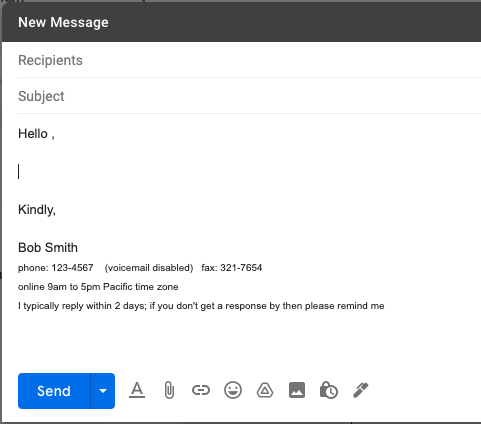 New Message
Recipients
Subject
Hello ,
Kindly,
Bob Smith
phone: 123-4567    (voicemail disabled)   fax: 321-7654
online 9am to 5pm Pacific time zone
I typically reply within 2 days; if you don't get a response by then please remind me
Send